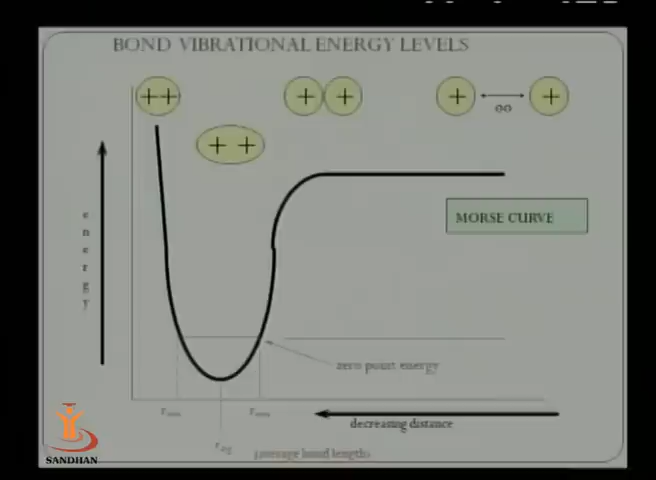 BOND VIBRATIONAL ENERGY LEVELS
++
+ +
+ +
+ ∞ +
energy
MORSE CURVE
zero point energy
decreasing distance
(average bond length)
SANDHAN